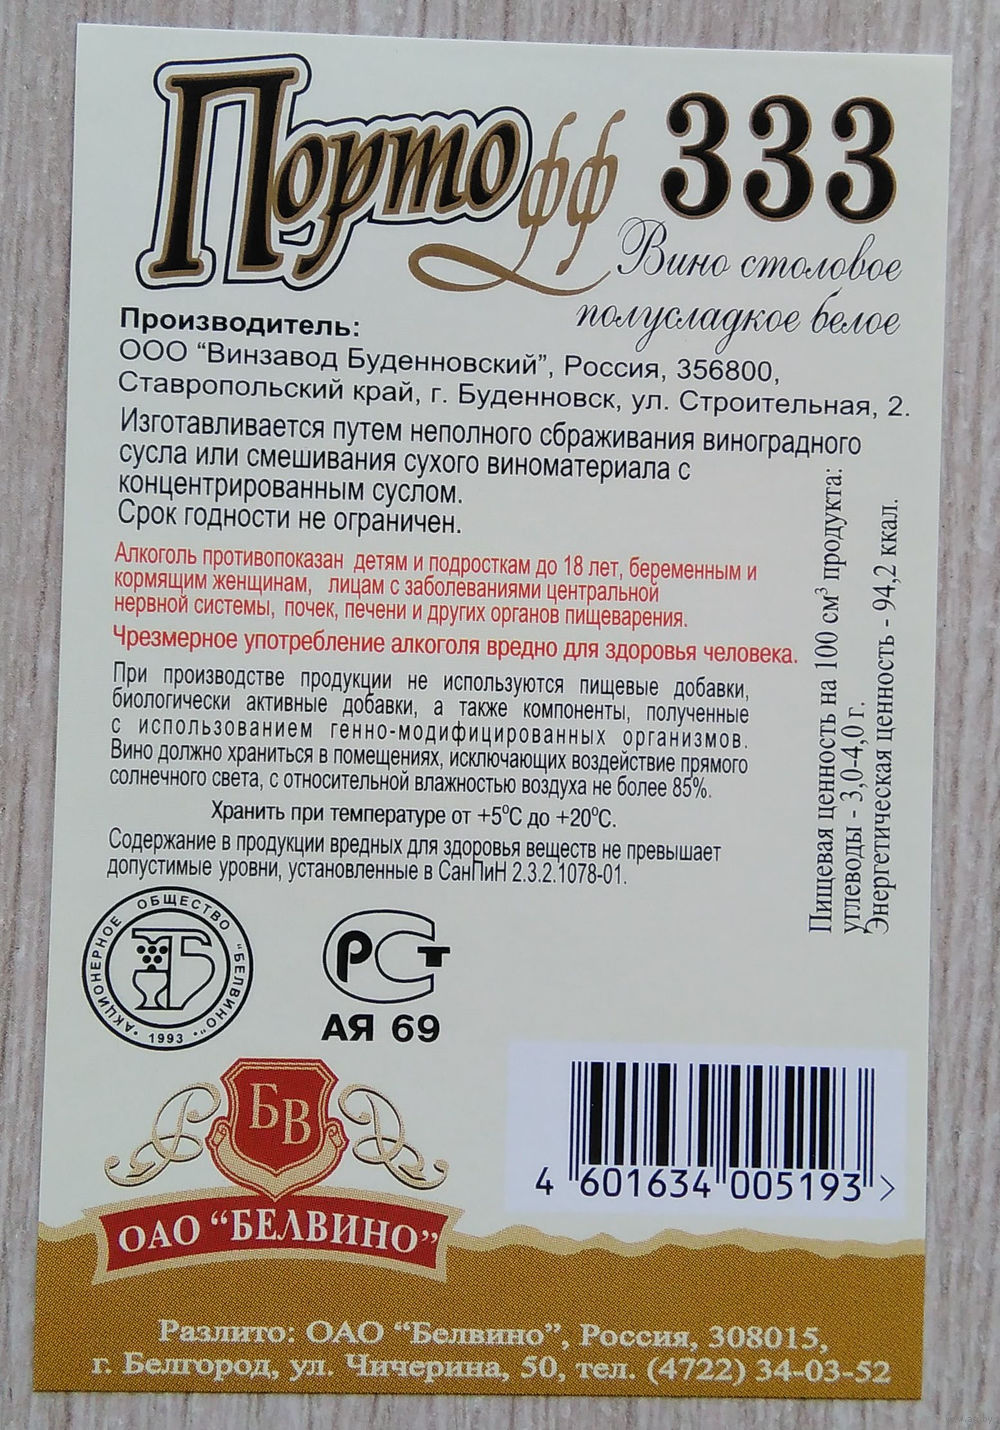 Портофф 333
Вино столовое
полусладкое белое
Производитель:
ООО “Винзавод Буденновский”, Россия, 356800,
Ставропольский край, г. Буденновск, ул. Строительная, 2.
Изготавливается путем неполного сбраживания виноградного
сусла или смешивания сухого виноматериала с
концентрированным суслом.
Срок годности не ограничен.
Алкоголь противопоказан детям и подросткам до 18 лет, беременным и
кормящим женщинам, лицам с заболеваниями центральной
нервной системы, почек, печени и других органов пищеварения.
Чрезмерное употребление алкоголя вредно для здоровья человека.
При производстве продукции не используются пищевые добавки,
биологически активные добавки, а также компоненты, полученные
с использованием генно-модифицированных организмов.
Вино должно храниться в помещениях, исключающих воздействие прямого
солнечного света, с относительной влажностью воздуха не более 85%.
Хранить при температуре от +5⁰С до +20⁰С.
Содержание в продукции вредных для здоровья веществ не превышает
допустимые уровни, установленные в СанПиН 2.3.2.1078-01.
Пищевая ценность на 100 см³ продукта:
углеводы - 3,0-4,0 г.
Энергетическая ценность - 94,2 ккал.
АКЦИОНЕРНОЕ ОБЩЕСТВО “БЕЛВИНО”
1993
Б
РСТ
АЯ 69
БВ
ОАО “БЕЛВИНО”
4 601634 005193 >
Разлито: ОАО “Белвино”, Россия, 308015,
г. Белгород, ул. Чичерина, 50, тел. (4722) 34-03-52